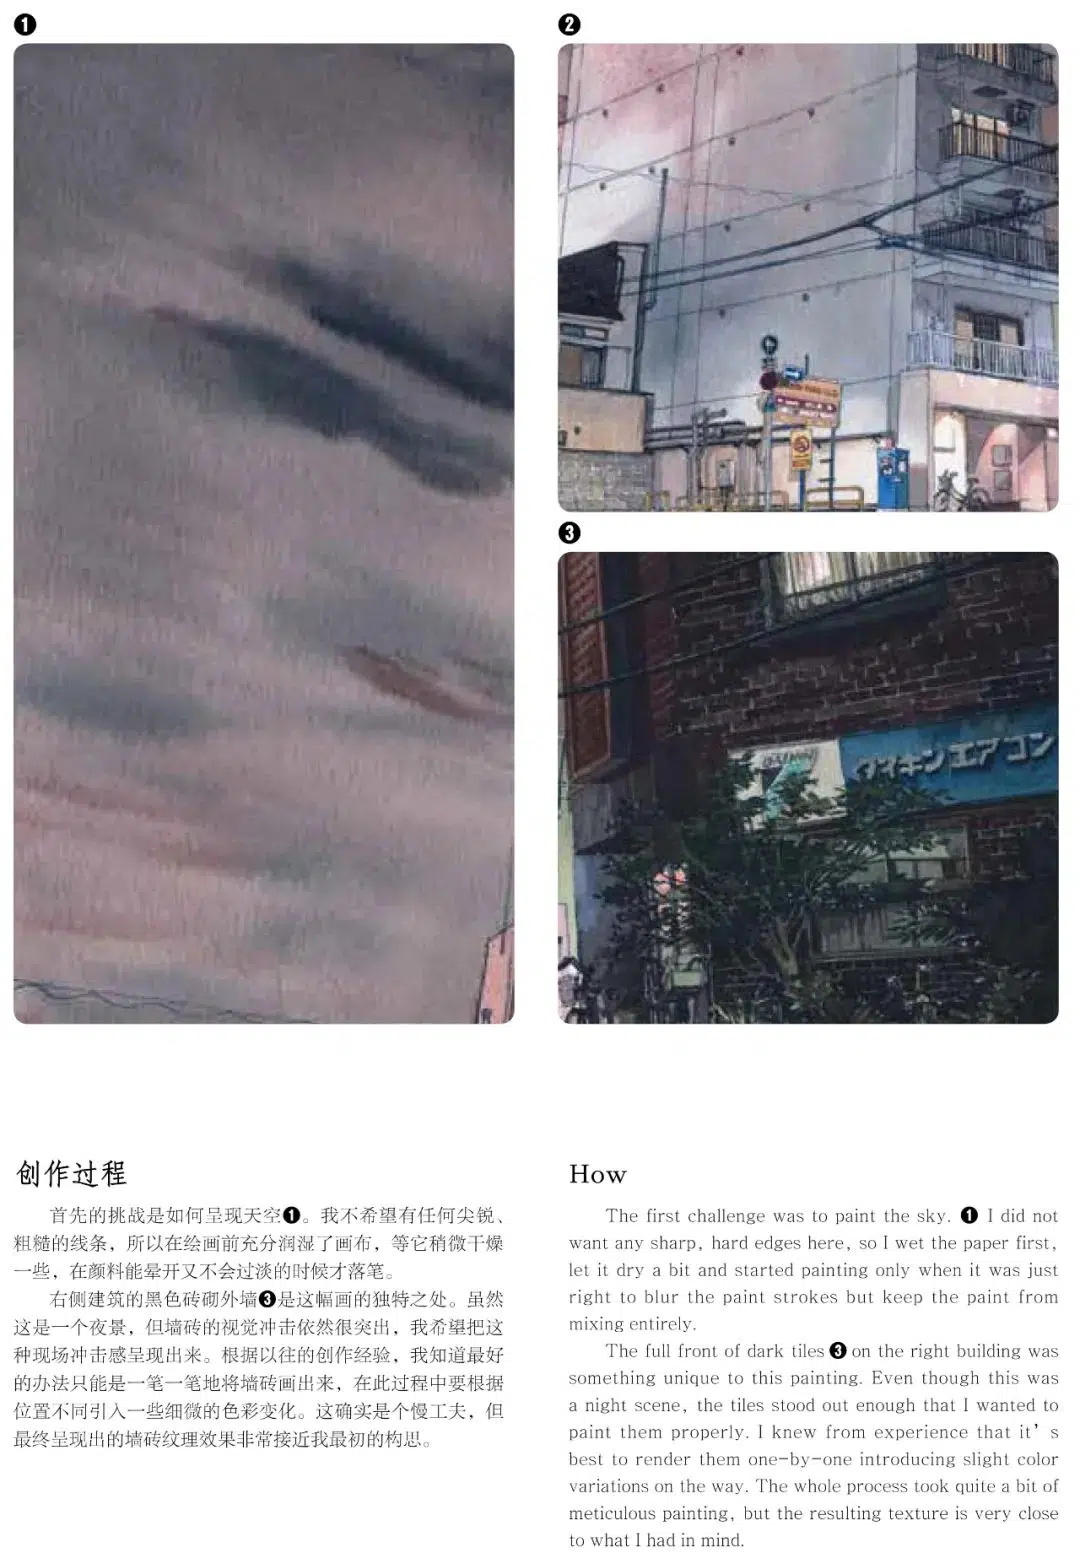 ❶
❷
❸
ダイキンエアコン
创作过程
首先的挑战是如何呈现天空❶。我不希望有任何尖锐、
粗糙的线条，所以在绘画前充分润湿了画布，等它稍微干燥
一些，在颜料能晕开又不会过淡的时候才落笔。
右侧建筑的黑色砖砌外墙❸是这幅画的独特之处。虽然
这是一个夜景，但墙砖的视觉冲击依然很突出，我希望把这
种现场冲击感呈现出来。根据以往的创作经验，我知道最好
的办法只能是一笔一笔地将墙砖画出来，在此过程中要根据
位置不同引入一些细微的色彩变化。这确实是个慢工夫，但
最终呈现出的墙砖纹理效果非常接近我最初的构思。
How
The first challenge was to paint the sky. ❶ I did not
want any sharp, hard edges here, so I wet the paper first,
let it dry a bit and started painting only when it was just
right to blur the paint strokes but keep the paint from
mixing entirely.
The full front of dark tiles❸on the right building was
something unique to this painting. Even though this was
a night scene, the tiles stood out enough that I wanted to
paint them properly. I knew from experience that it's
best to render them one-by-one introducing slight color
variations on the way. The whole process took quite a bit of
meticulous painting, but the resulting texture is very close
to what I had in mind.